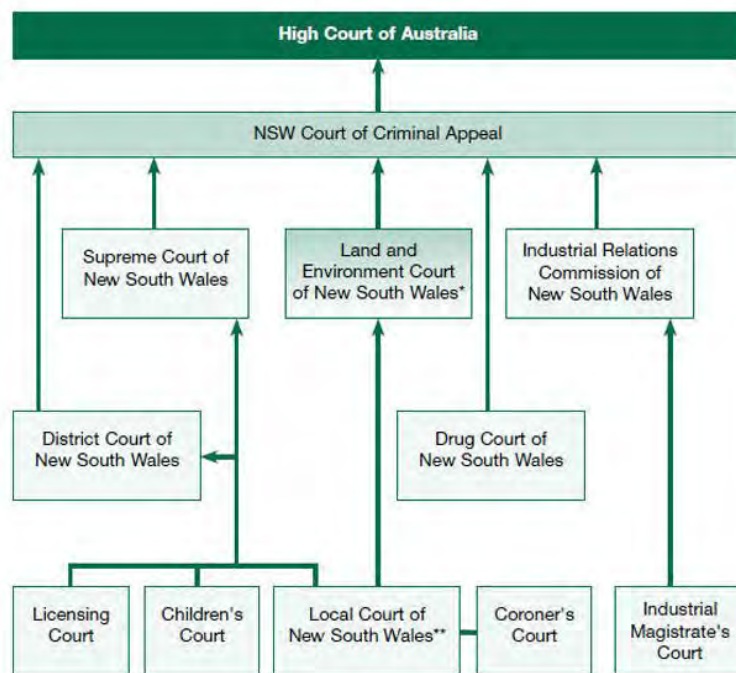 High Court of Australia
NSW Court of Criminal Appeal
Supreme Court of
New South Wales
Land and
Environment Court
of New South Wales*
Industrial Relations
Commission of
New South Wales
District Court of
New South Wales
Drug Court of
New South Wales
Licensing
Court
Children's
Court
Local Court of
New South Wales**
Coroner's
Court
Industrial
Magistrate's
Court